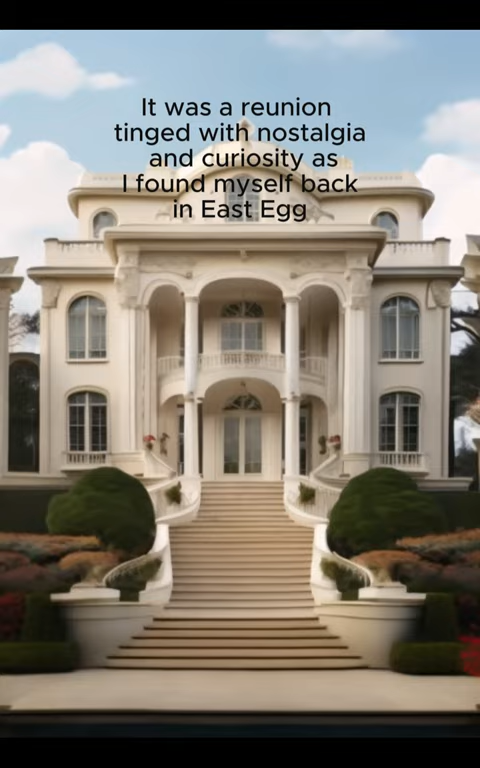 It was a reunion
tinged with nostalgia
and curiosity as
I found myself back
in East Egg